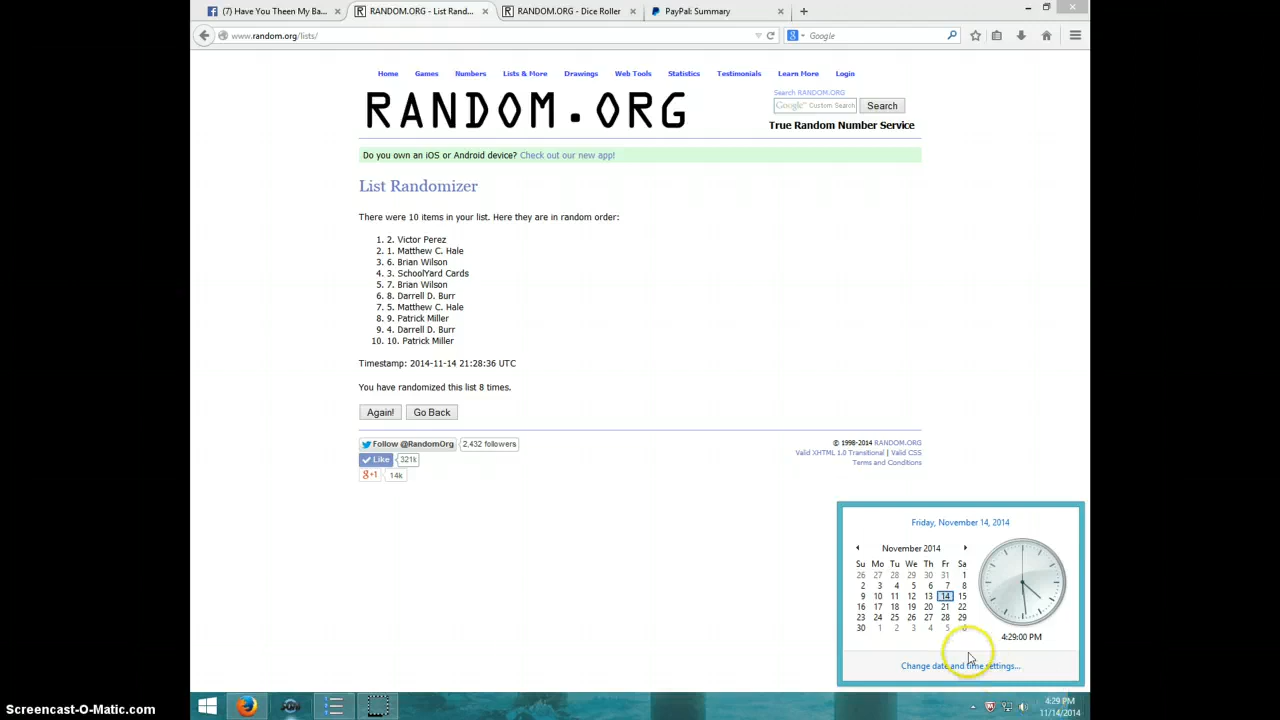 (7) Have You Theen My Ba...
RANDOM.ORG - List Rand...
RANDOM.ORG - Dice Roller
PayPal: Summary
www.random.org/lists/
Google
Home Games Numbers Lists & More Drawings Web Tools Statistics Testimonials Learn More Login
RANDOM.ORG
Search RANDOM.ORG
Google™ Custom Search
Search
True Random Number Service
Do you own an iOS or Android device? Check out our new app!
List Randomizer
There were 10 items in your list. Here they are in random order:
1. 2. Victor Perez
2. 1. Matthew C. Hale
3. 6. Brian Wilson
4. 3. SchoolYard Cards
5. 7. Brian Wilson
6. 8. Darrell D. Burr
7. 5. Matthew C. Hale
8. 9. Patrick Miller
9. 4. Darrell D. Burr
10. 10. Patrick Miller
Timestamp: 2014-11-14 21:28:36 UTC
You have randomized this list 8 times.
Again! Go Back
Follow @RandomOrg 2,432 followers
Like 321k
g+1 14k
© 1998-2014 RANDOM.ORG
Valid XHTML 1.0 Transitional | Valid CSS
Terms and Conditions
Friday, November 14, 2014
November 2014
Su Mo Tu We Th Fr Sa
26 27 28 29 30 31 1
2 3 4 5 6 7 8
9 10 11 12 13 14 15
16 17 18 19 20 21 22
23 24 25 26 27 28 29
30 1 2 3 4 5 6
4:29:00 PM
Change date and time settings...
4:29 PM
11/14/2014
Screencast-O-Matic.com